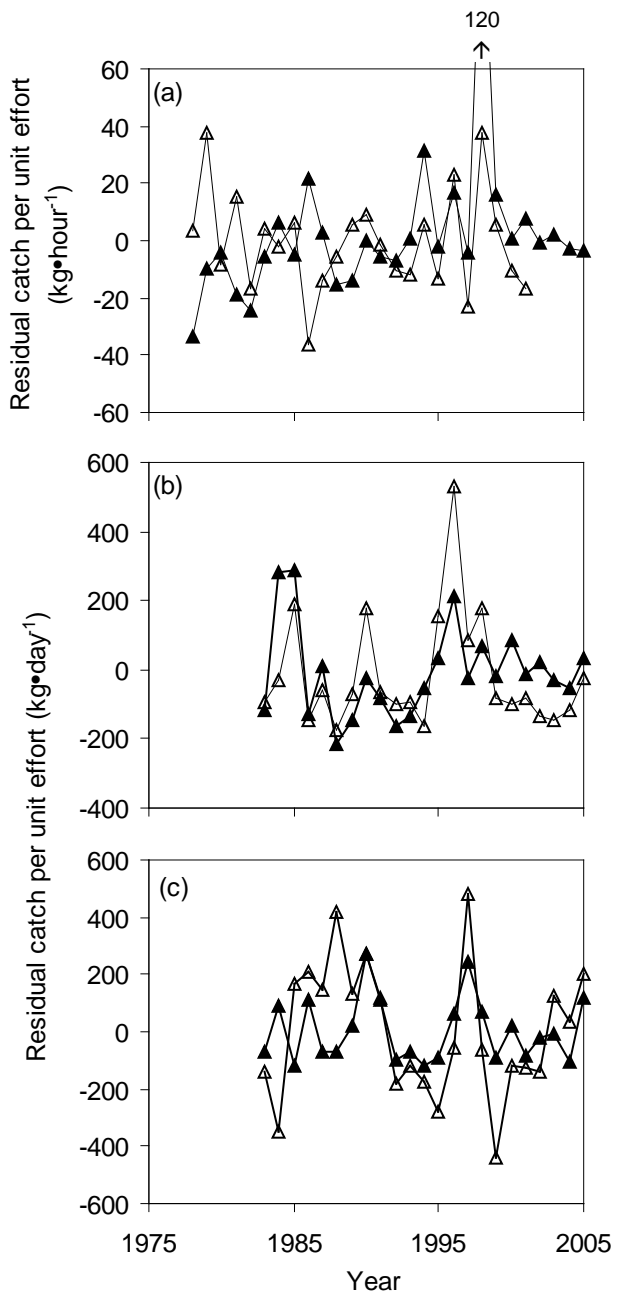 120
↑
60
(a)
40
20
0
-20
-40
-60
Residual catch per unit effort
(kg•hour⁻¹)
600
(b)
400
200
0
-200
-400
600
(c)
400
200
0
-200
-400
-600
Residual catch per unit effort (kg•day⁻¹)
1975 1985 1995 2005
Year